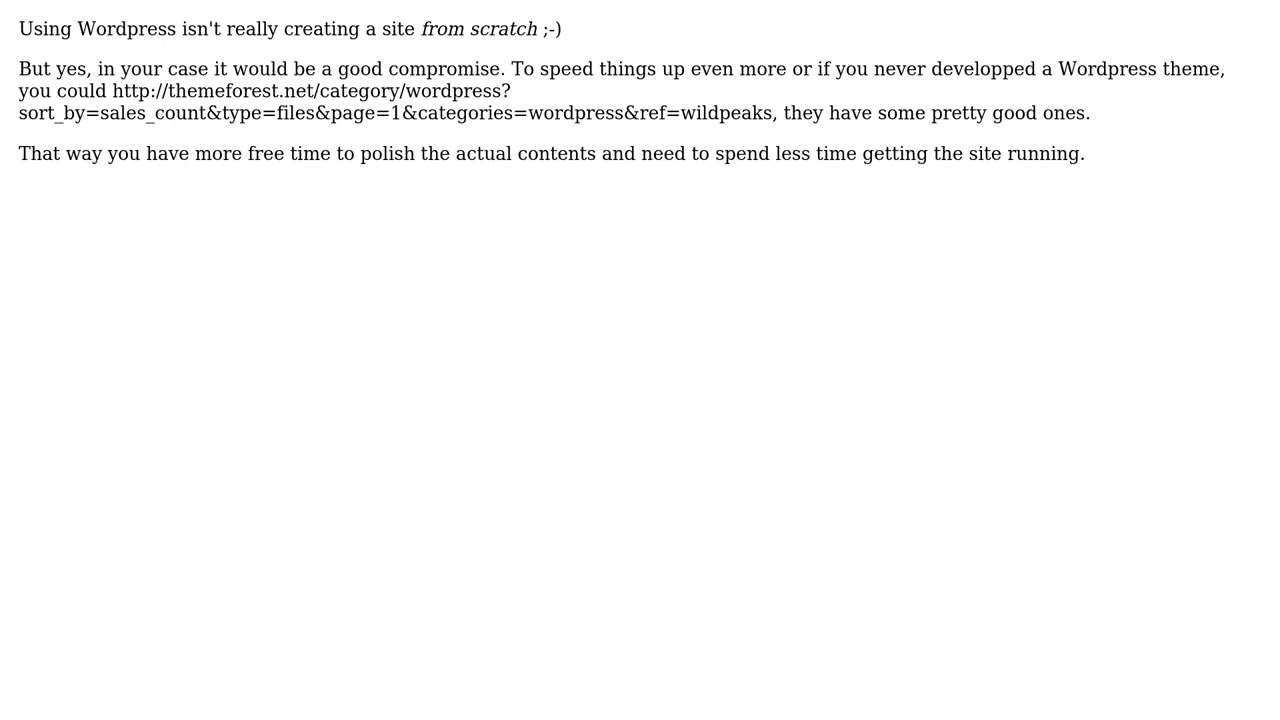 Using Wordpress isn't really creating a site from scratch ;-)
But yes, in your case it would be a good compromise. To speed things up even more or if you never developped a Wordpress theme,
you could http://themeforest.net/category/wordpress?
sort_by=sales_count&type=files&page=1&categories=wordpress&ref=wildpeaks, they have some pretty good ones.
That way you have more free time to polish the actual contents and need to spend less time getting the site running.